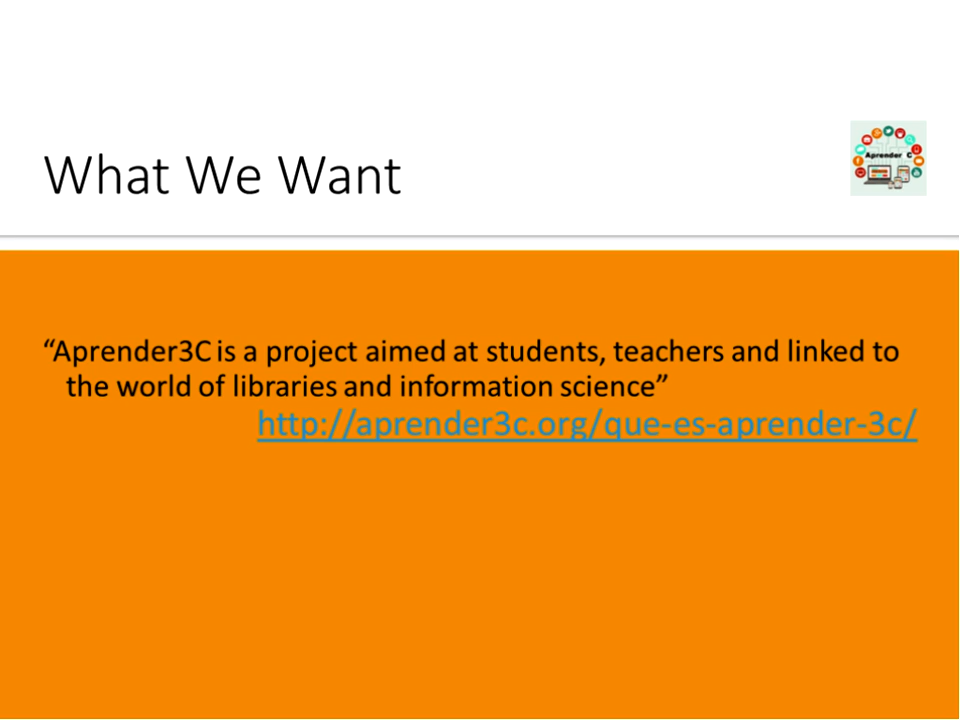 What We Want
Aprender C
“Aprender3C is a project aimed at students, teachers and linked to
the world of libraries and information science”
http://aprender3c.org/que-es-aprender-3c/